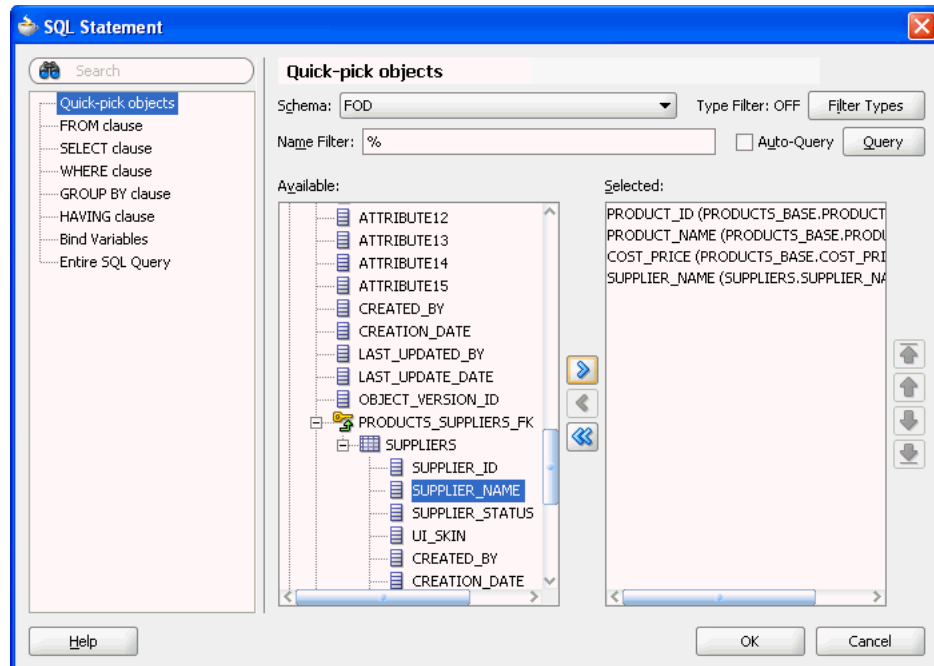 SQL Statement
Search
Quick-pick objects
FROM clause
SELECT clause
WHERE clause
GROUP BY clause
HAVING clause
Bind Variables
Entire SQL Query
Quick-pick objects
Schema: FOD Type Filter: OFF Filter Types
Name Filter: % Auto-Query Query
Available:
ATTRIBUTE12
ATTRIBUTE13
ATTRIBUTE14
ATTRIBUTE15
CREATED_BY
CREATION_DATE
LAST_UPDATED_BY
LAST_UPDATE_DATE
OBJECT_VERSION_ID
PRODUCTS_SUPPLIERS_FK
SUPPLIERS
SUPPLIER_ID
SUPPLIER_NAME
SUPPLIER_STATUS
UI_SKIN
CREATED_BY
CREATION_DATE
Selected:
PRODUCT_ID (PRODUCTS_BASE.PRODUCT
PRODUCT_NAME (PRODUCTS_BASE.PRODU
COST_PRICE (PRODUCTS_BASE.COST_PRI
SUPPLIER_NAME (SUPPLIERS.SUPPLIER_NA
Help OK Cancel